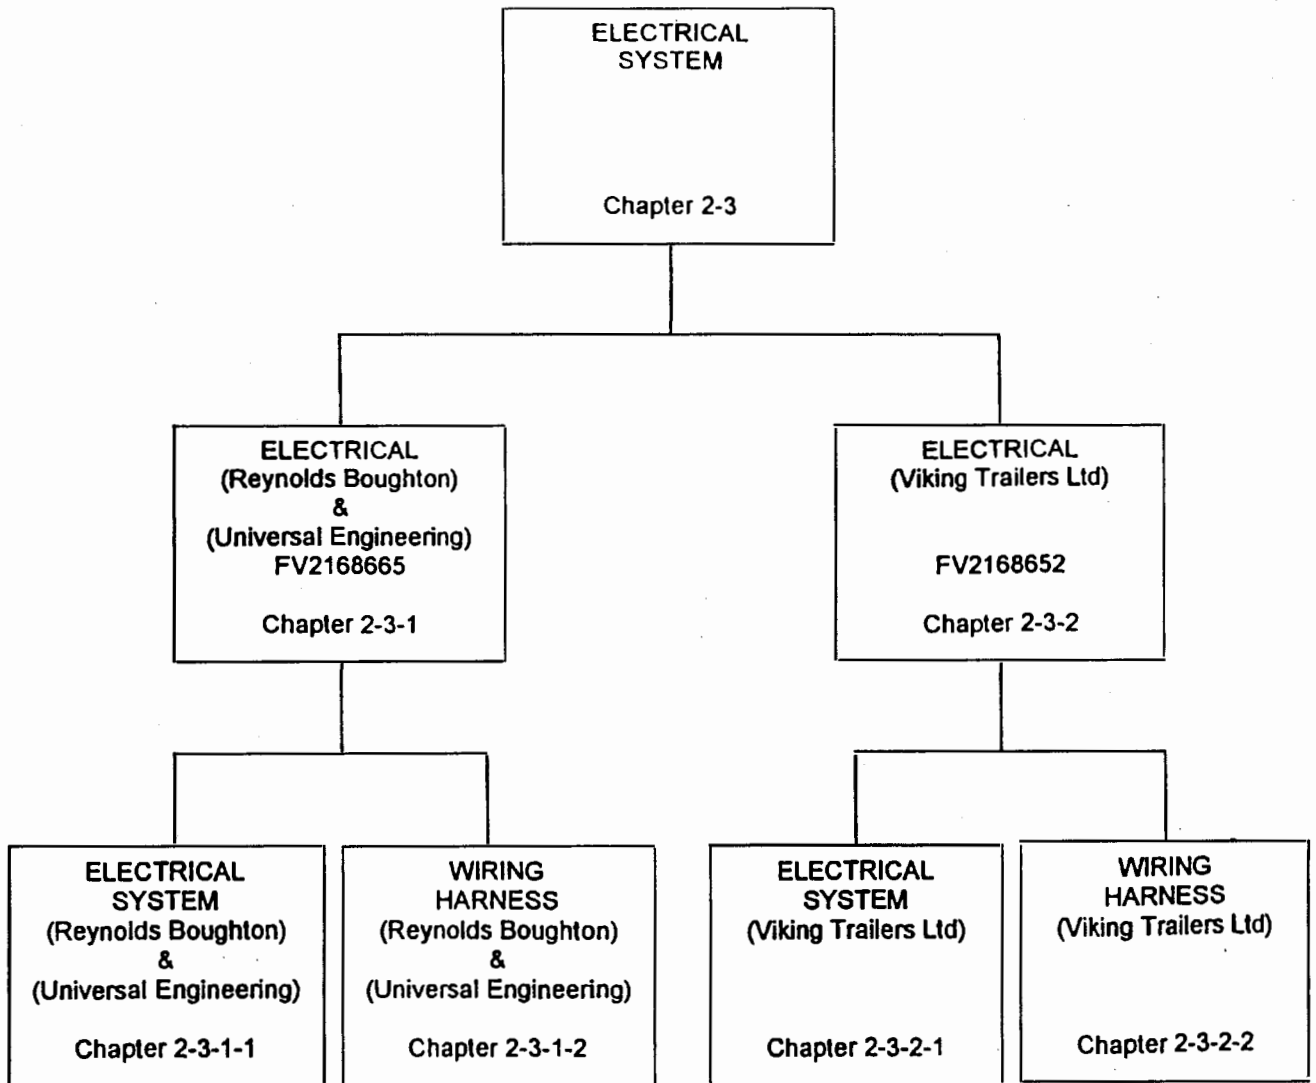 ELECTRICAL
SYSTEM
Chapter 2-3
ELECTRICAL
(Reynolds Boughton)
&
(Universal Engineering)
FV2168665
Chapter 2-3-1
ELECTRICAL
(Viking Trailers Ltd)
FV2168652
Chapter 2-3-2
ELECTRICAL
SYSTEM
(Reynolds Boughton)
&
(Universal Engineering)
Chapter 2-3-1-1
WIRING
HARNESS
(Reynolds Boughton)
&
(Universal Engineering)
Chapter 2-3-1-2
ELECTRICAL
SYSTEM
(Viking Trailers Ltd)
Chapter 2-3-2-1
WIRING
HARNESS
(Viking Trailers Ltd)
Chapter 2-3-2-2